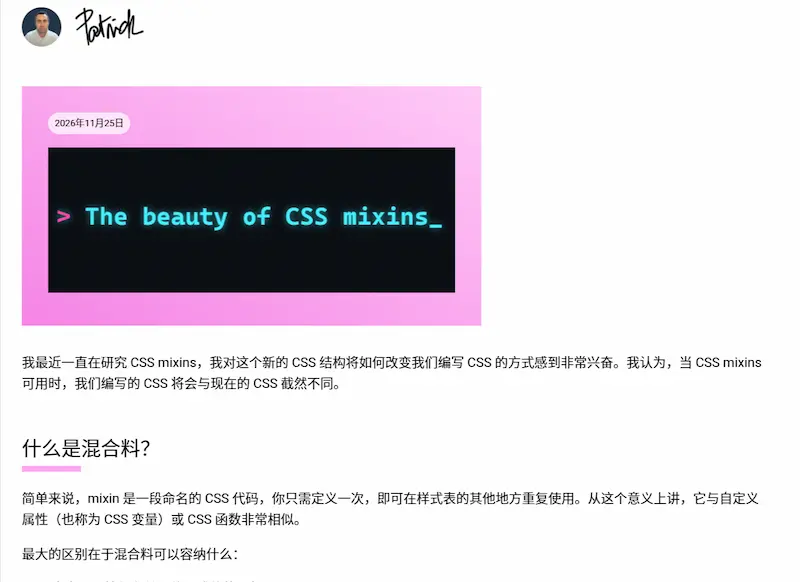 Patrick
2026年11月25日
> The beauty of CSS mixins_
我最近一直在研究 CSS mixins，我对这个新的 CSS 结构将如何改变我们编写 CSS 的方式感到非常兴奋。我认为，当 CSS mixins
可用时，我们编写的 CSS 将会与现在的 CSS 截然不同。
什么是混合料？
简单来说，mixin 是一段命名的 CSS 代码，你只需定义一次，即可在样式表的其他地方重复使用。从这个意义上讲，它与自定义
属性（也称为 CSS 变量）或 CSS 函数非常相似。
最大的区别在于混合料可以容纳什么：